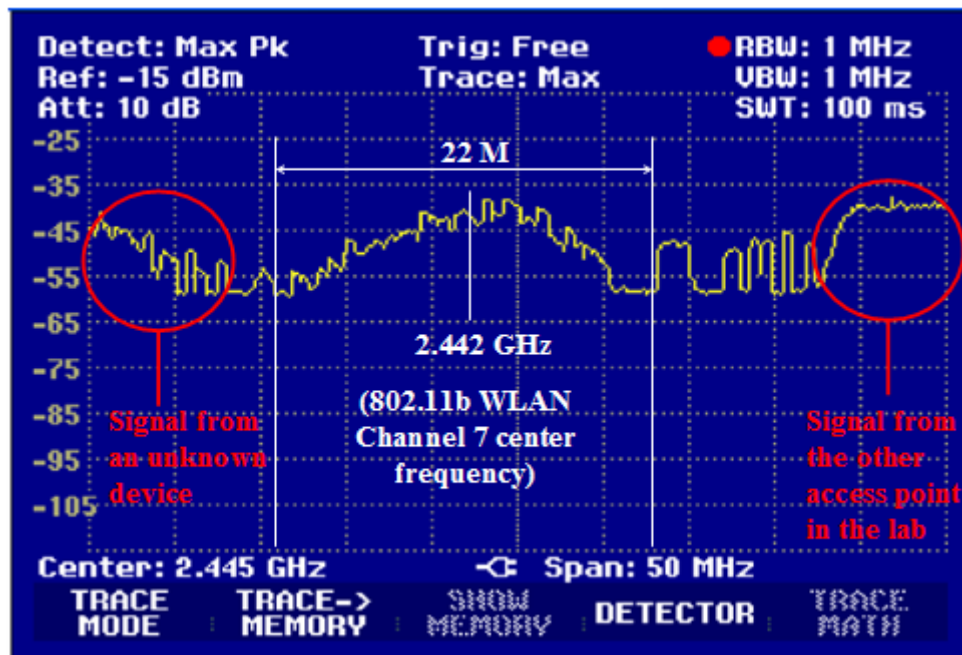 Detect: Max Pk Trig: Free RBW: 1 MHz
Ref: -15 dBm Trace: Max VBW: 1 MHz
Att: 10 dB SWT: 100 ms
-25
22 M
-35
-45
-55
-65
2.442 GHz
-75
(802.11b WLAN
Channel 7 center
frequency)
-85
-95
-105
Signal from
an unknown
device
Signal from
the other
access point
in the lab
Center: 2.445 GHz Span: 50 MHz
TRACE MODE
TRACE-> MEMORY
SHOW MEMORY
DETECTOR
TRACE MATH